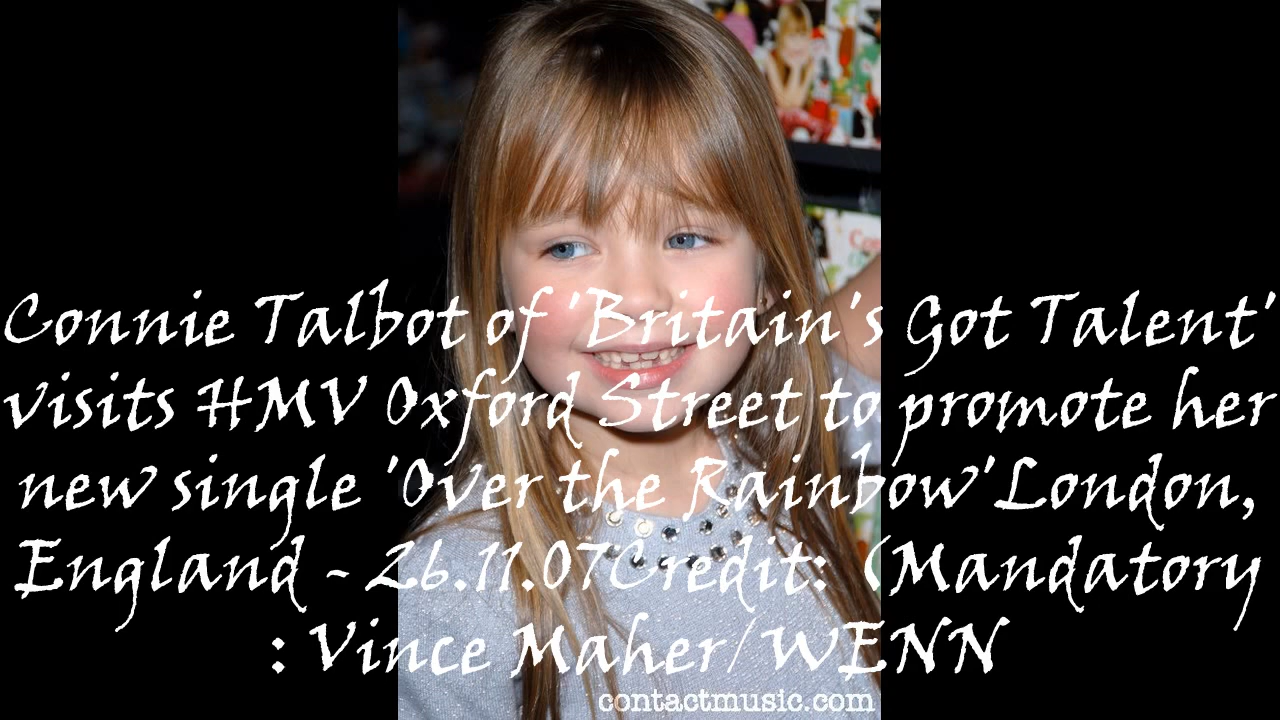 Connie Talbot of 'Britain's Got Talent'
visits HMV Oxford Street to promote her
new single 'Over the Rainbow'London,
England - 26.11.07Credit: (Mandatory
: Vince Maher/WENN
contactmusic.com